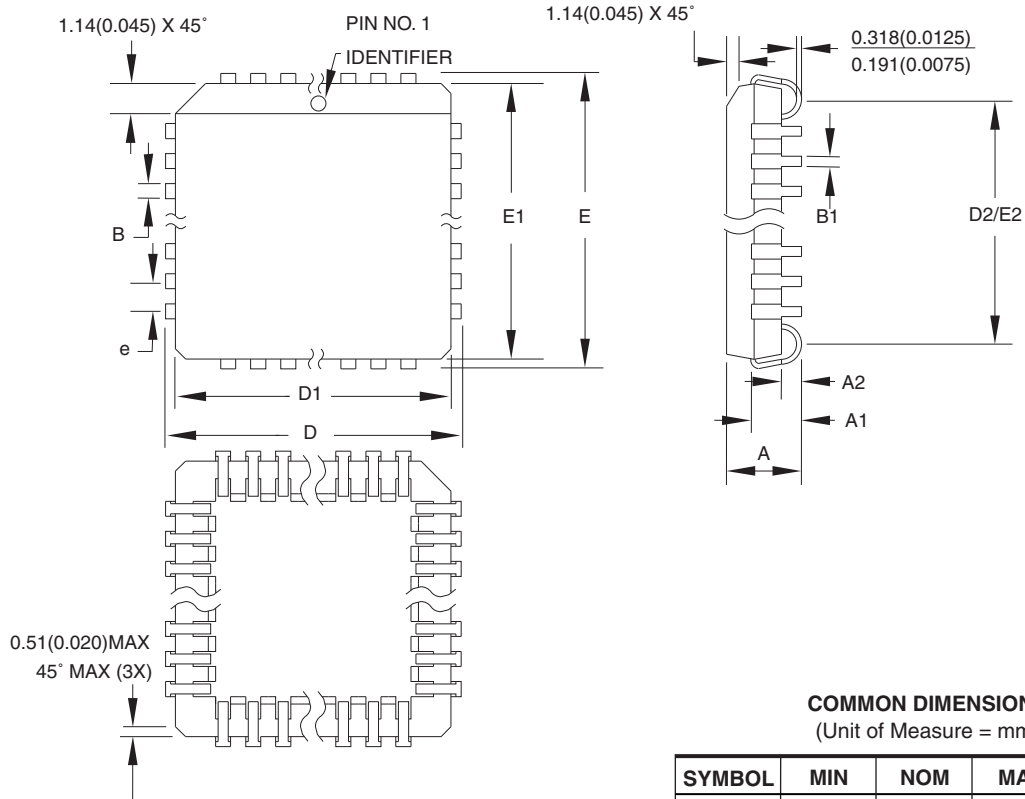 1.14(0.045) X 45˚
PIN NO. 1
IDENTIFIER
1.14(0.045) X 45˚
0.318(0.0125)
0.191(0.0075)
B
E1
E
B1
D2/E2
e
D1
D
A2
A1
A
0.51(0.020)MAX
45˚ MAX (3X)
COMMON DIMENSION
(Unit of Measure = mm
SYMBOL MIN NOM MA